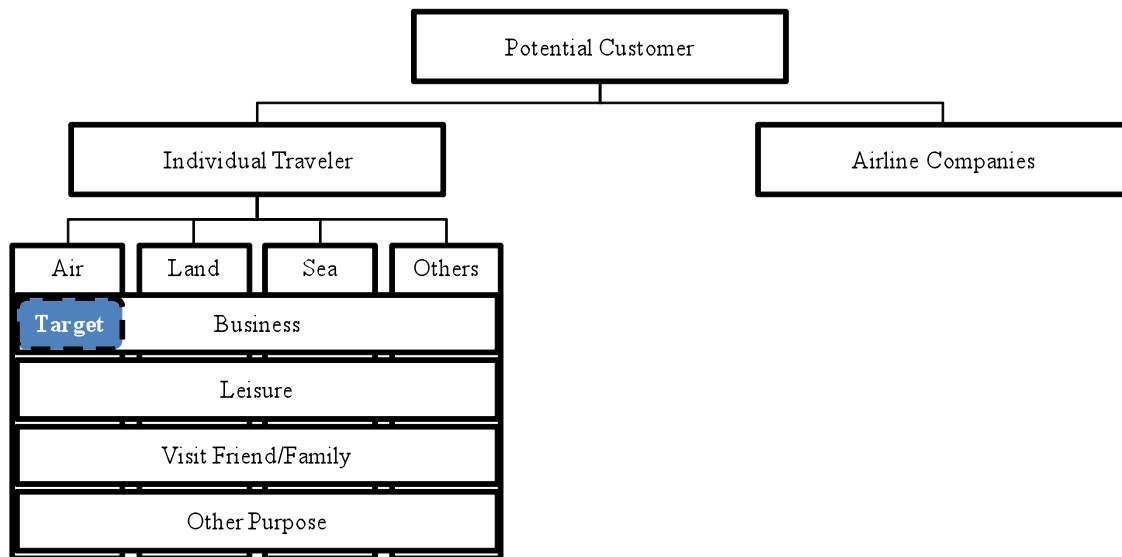 Potential Customer
Individual Traveler
Airline Companies
Air
Land
Sea
Others
Target
Business
Leisure
Visit Friend/Family
Other Purpose